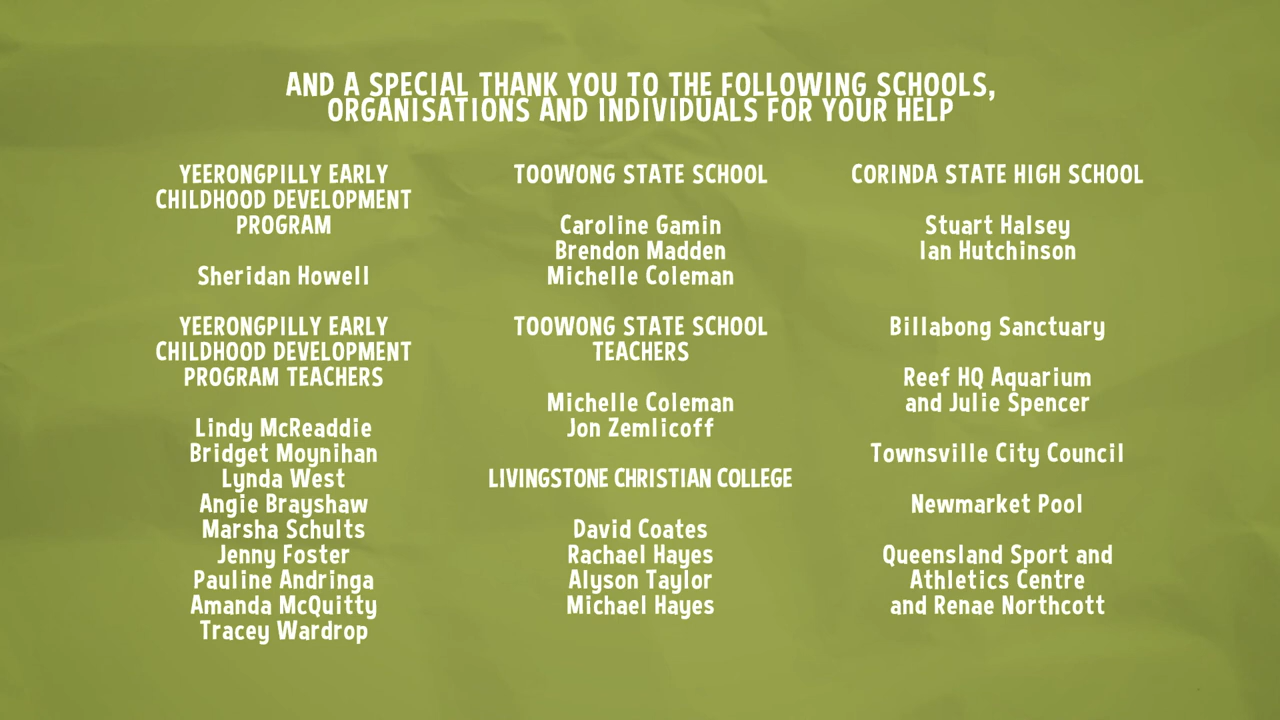 AND A SPECIAL THANK YOU TO THE FOLLOWING SCHOOLS,
ORGANISATIONS AND INDIVIDUALS FOR YOUR HELP
YEERONGPILLY EARLY
CHILDHOOD DEVELOPMENT
PROGRAM
Sheridan Howell
YEERONGPILLY EARLY
CHILDHOOD DEVELOPMENT
PROGRAM TEACHERS
Lindy McReaddie
Bridget Moynihan
Lynda West
Angie Brayshaw
Marsha Schults
Jenny Foster
Pauline Andringa
Amanda McQuitty
Tracey Wardrop
TOOWONG STATE SCHOOL
Caroline Gamin
Brendon Madden
Michelle Coleman
TOOWONG STATE SCHOOL
TEACHERS
Michelle Coleman
Jon Zemlicoff
LIVINGSTONE CHRISTIAN COLLEGE
David Coates
Rachael Hayes
Alyson Taylor
Michael Hayes
CORINDA STATE HIGH SCHOOL
Stuart Halsey
Ian Hutchinson
Billabong Sanctuary
Reef HQ Aquarium
and Julie Spencer
Townsville City Council
Newmarket Pool
Queensland Sport and
Athletics Centre
and Renae Northcott